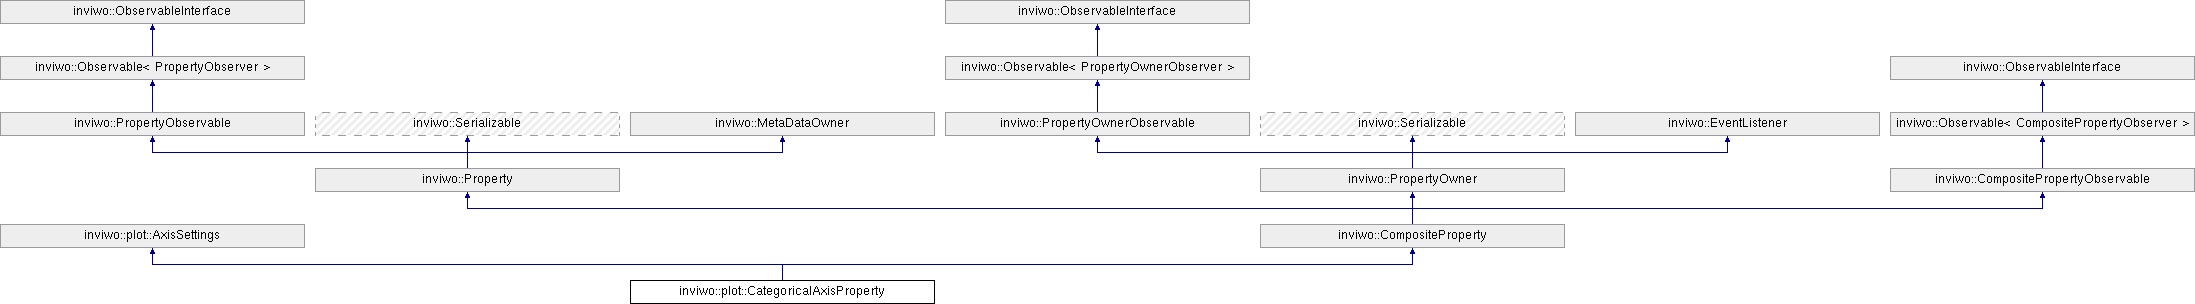 inviwo::ObservableInterface
inviwo::ObservableInterface
inviwo::Observable< PropertyObserver >
inviwo::Observable< PropertyOwnerObserver >
inviwo::ObservableInterface
inviwo::PropertyObservable
inviwo::Serializable
inviwo::MetaDataOwner
inviwo::PropertyOwnerObservable
inviwo::Serializable
inviwo::EventListener
inviwo::Observable< CompositePropertyObserver >
inviwo::Property
inviwo::PropertyOwner
inviwo::CompositePropertyObservable
inviwo::plot::AxisSettings
inviwo::CompositeProperty
inviwo::plot::CategoricalAxisProperty